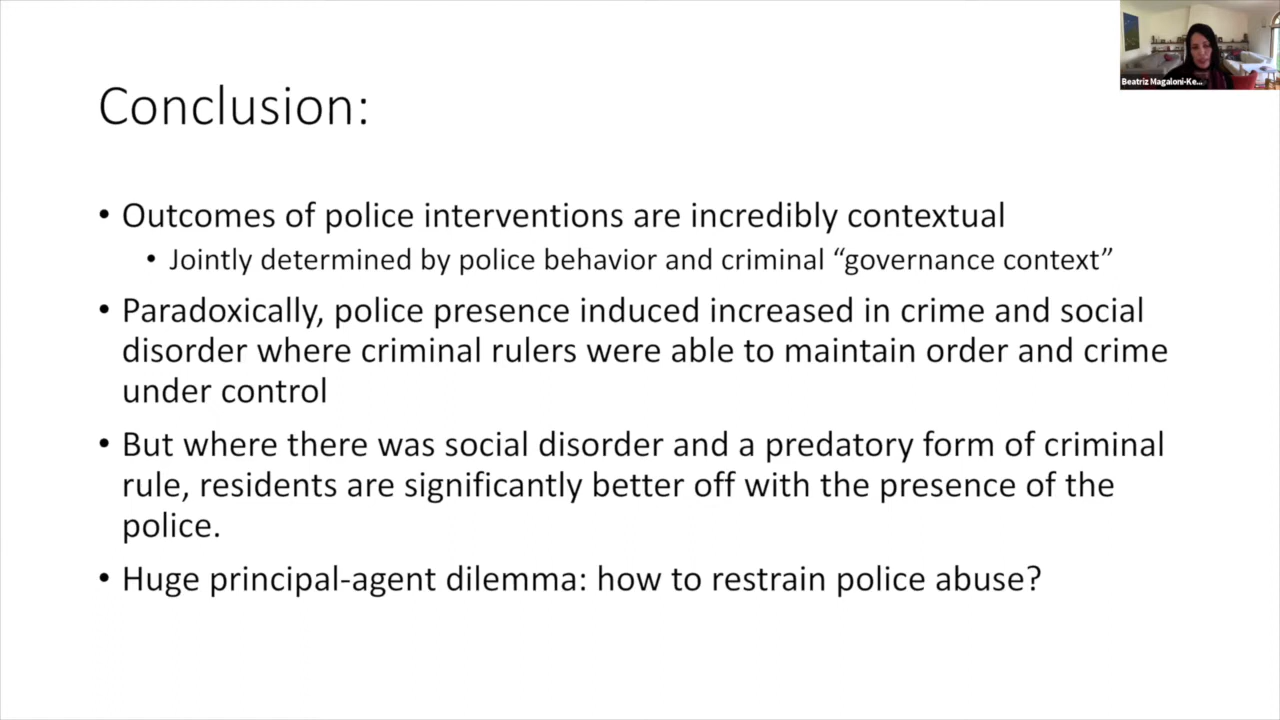 Beatriz Magaloni-Ke...
Conclusion:
• Outcomes of police interventions are incredibly contextual
• Jointly determined by police behavior and criminal “governance context”
• Paradoxically, police presence induced increased in crime and social
disorder where criminal rulers were able to maintain order and crime
under control
• But where there was social disorder and a predatory form of criminal
rule, residents are significantly better off with the presence of the
police.
• Huge principal-agent dilemma: how to restrain police abuse?